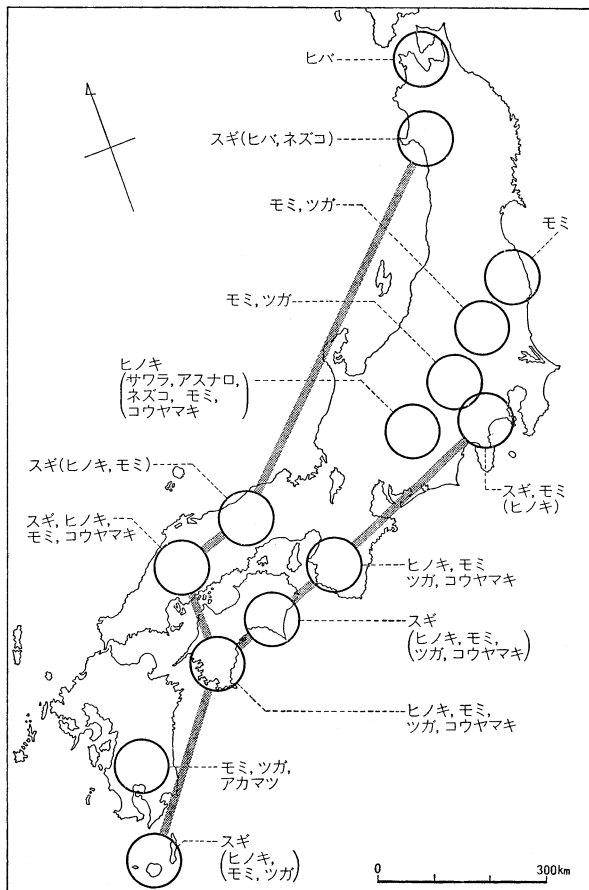 ヒバ
スギ(ヒバ,ネズコ)
モミ,ツガ
モミ
モミ,ツガ
ヒノキ
(サワラ,アスナロ,
ネズコ, モミ,
コウヤマキ)
スギ(ヒノキ,モミ)
スギ,モミ
(ヒノキ)
スギ,ヒノキ,
モミ,コウヤマキ
ヒノキ,モミ
ツガ,コウヤマキ
スギ
(ヒノキ,モミ,
ツガ,コウヤマキ)
ヒノキ,モミ,
ツガ,コウヤマキ
モミ,ツガ,
アカマツ
スギ
(ヒノキ,
モミ,ツガ)
0 300km